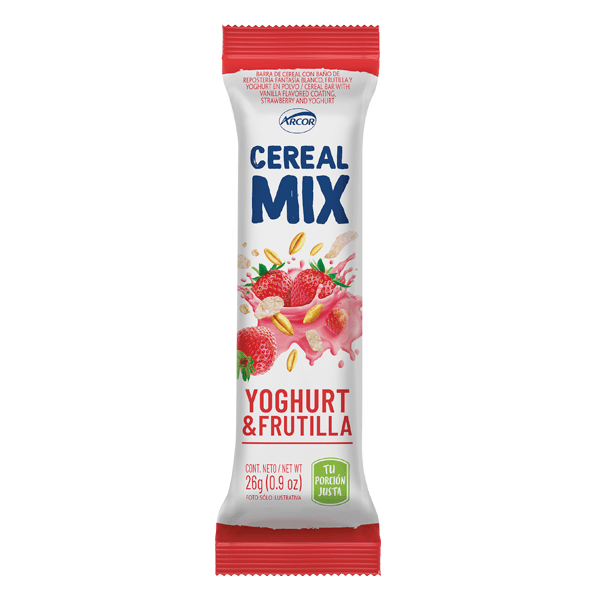 BARRA DE CEREAL CON BAÑO DE
REPOSTERÍA FANTASÍA BLANCO, FRUTILLA Y
YOGHURT EN POLVO / CEREAL BAR WITH
VANILLA FLAVORED COATING,
STRAWBERRY AND YOGHURT
ARCOR
CEREAL
MIX
YOGHURT
&FRUTILLA
CONT. NETO / NET WT
26g (0.9 oz)
FOTO SÓLO ILUSTRATIVA
TU
PORCIÓN
JUSTA